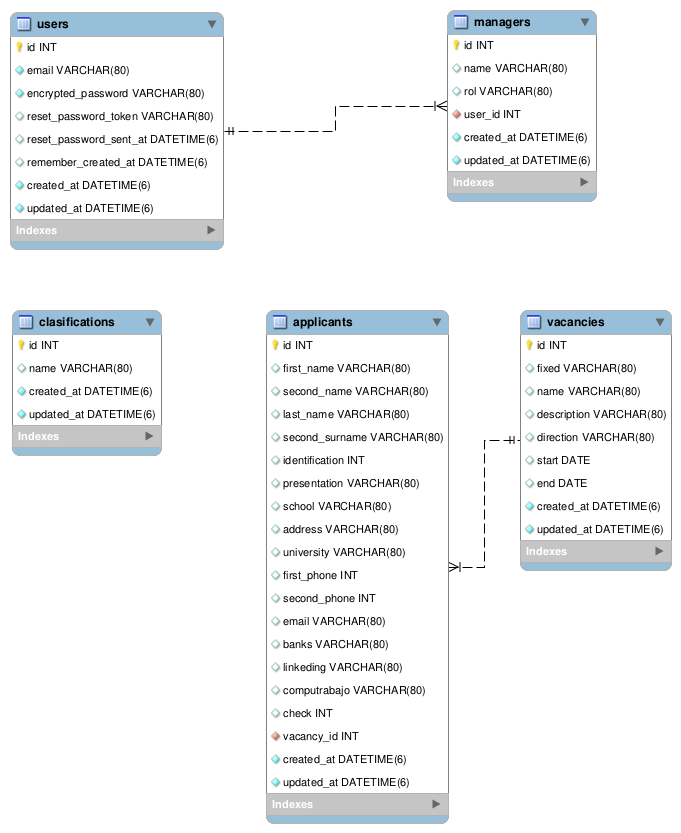 users
id INT
email VARCHAR(80)
encrypted_password VARCHAR(80)
reset_password_token VARCHAR(80)
reset_password_sent_at DATETIME(6)
remember_created_at DATETIME(6)
created_at DATETIME(6)
updated_at DATETIME(6)
Indexes
managers
id INT
name VARCHAR(80)
rol VARCHAR(80)
user_id INT
created_at DATETIME(6)
updated_at DATETIME(6)
Indexes
clasifications
id INT
name VARCHAR(80)
created_at DATETIME(6)
updated_at DATETIME(6)
Indexes
applicants
id INT
first_name VARCHAR(80)
second_name VARCHAR(80)
last_name VARCHAR(80)
second_surname VARCHAR(80)
identification INT
presentation VARCHAR(80)
school VARCHAR(80)
address VARCHAR(80)
university VARCHAR(80)
first_phone INT
second_phone INT
email VARCHAR(80)
banks VARCHAR(80)
linkeding VARCHAR(80)
computrabajo VARCHAR(80)
check INT
vacancy_id INT
created_at DATETIME(6)
updated_at DATETIME(6)
Indexes
vacancies
id INT
fixed VARCHAR(80)
name VARCHAR(80)
description VARCHAR(80)
direction VARCHAR(80)
start DATE
end DATE
created_at DATETIME(6)
updated_at DATETIME(6)
Indexes